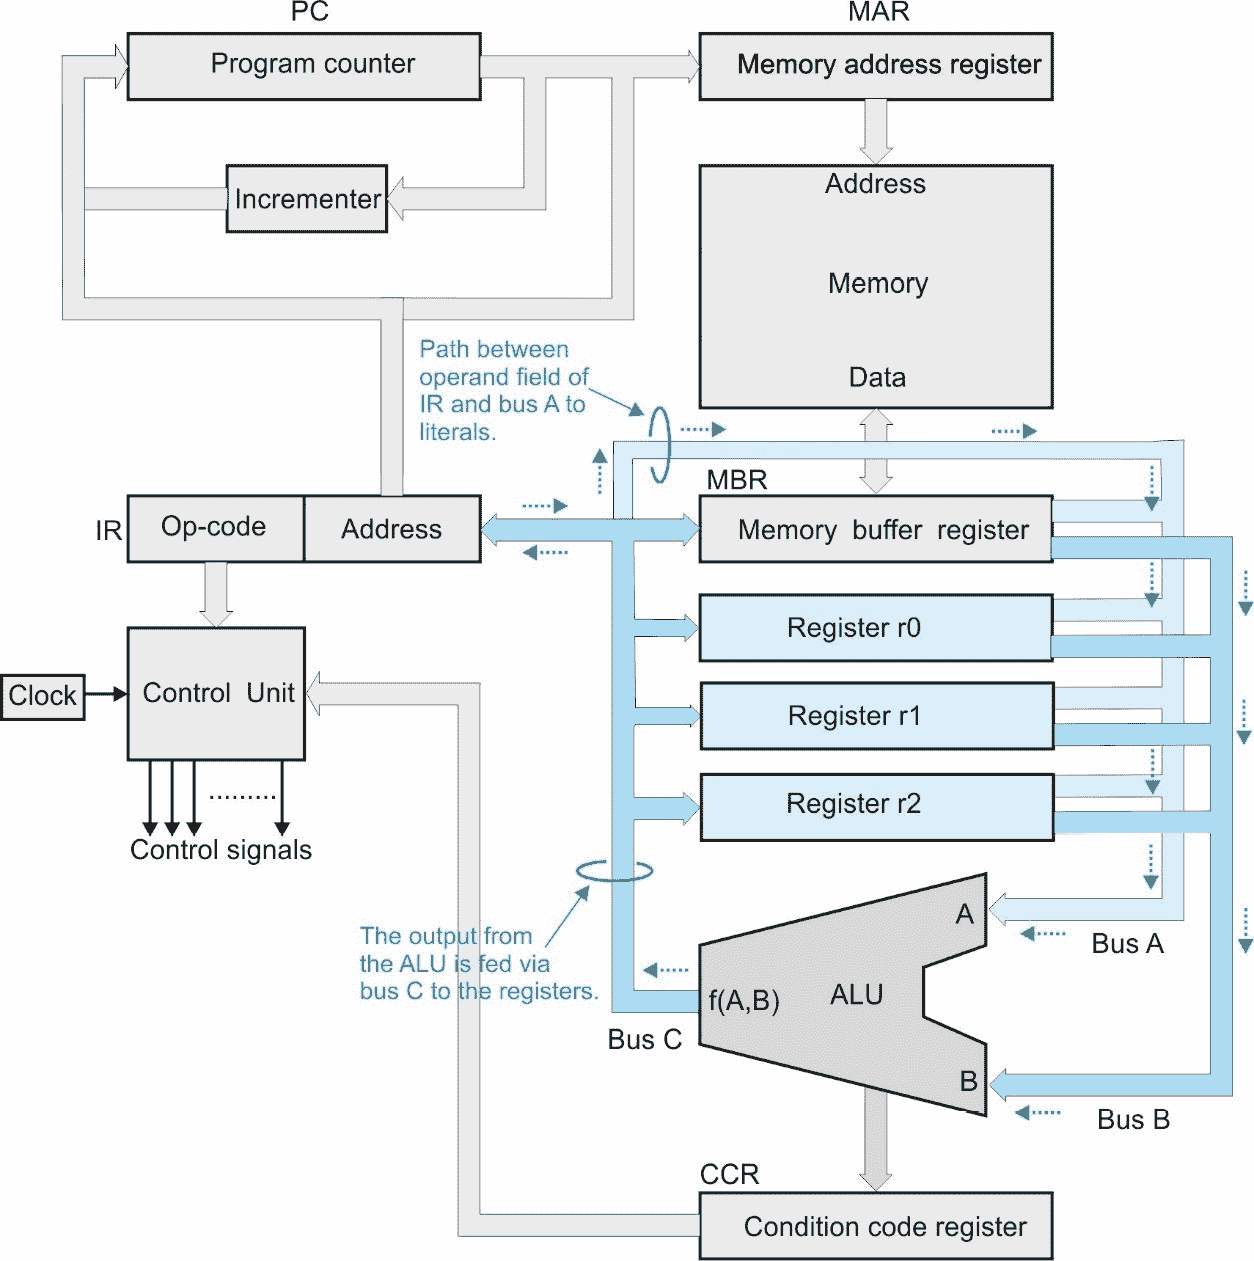 PC
MAR
Program counter
Memory address register
Incrementer
Address
Memory
Data
Path between
operand field of
IR and bus A to
literals.
MBR
IR
Op-code
Address
Memory buffer register
Register r0
Clock
Control Unit
Register r1
Register r2
.........
Control signals
The output from
the ALU is fed via
bus C to the registers.
A
Bus A
f(A,B)
ALU
Bus C
B
Bus B
CCR
Condition code register